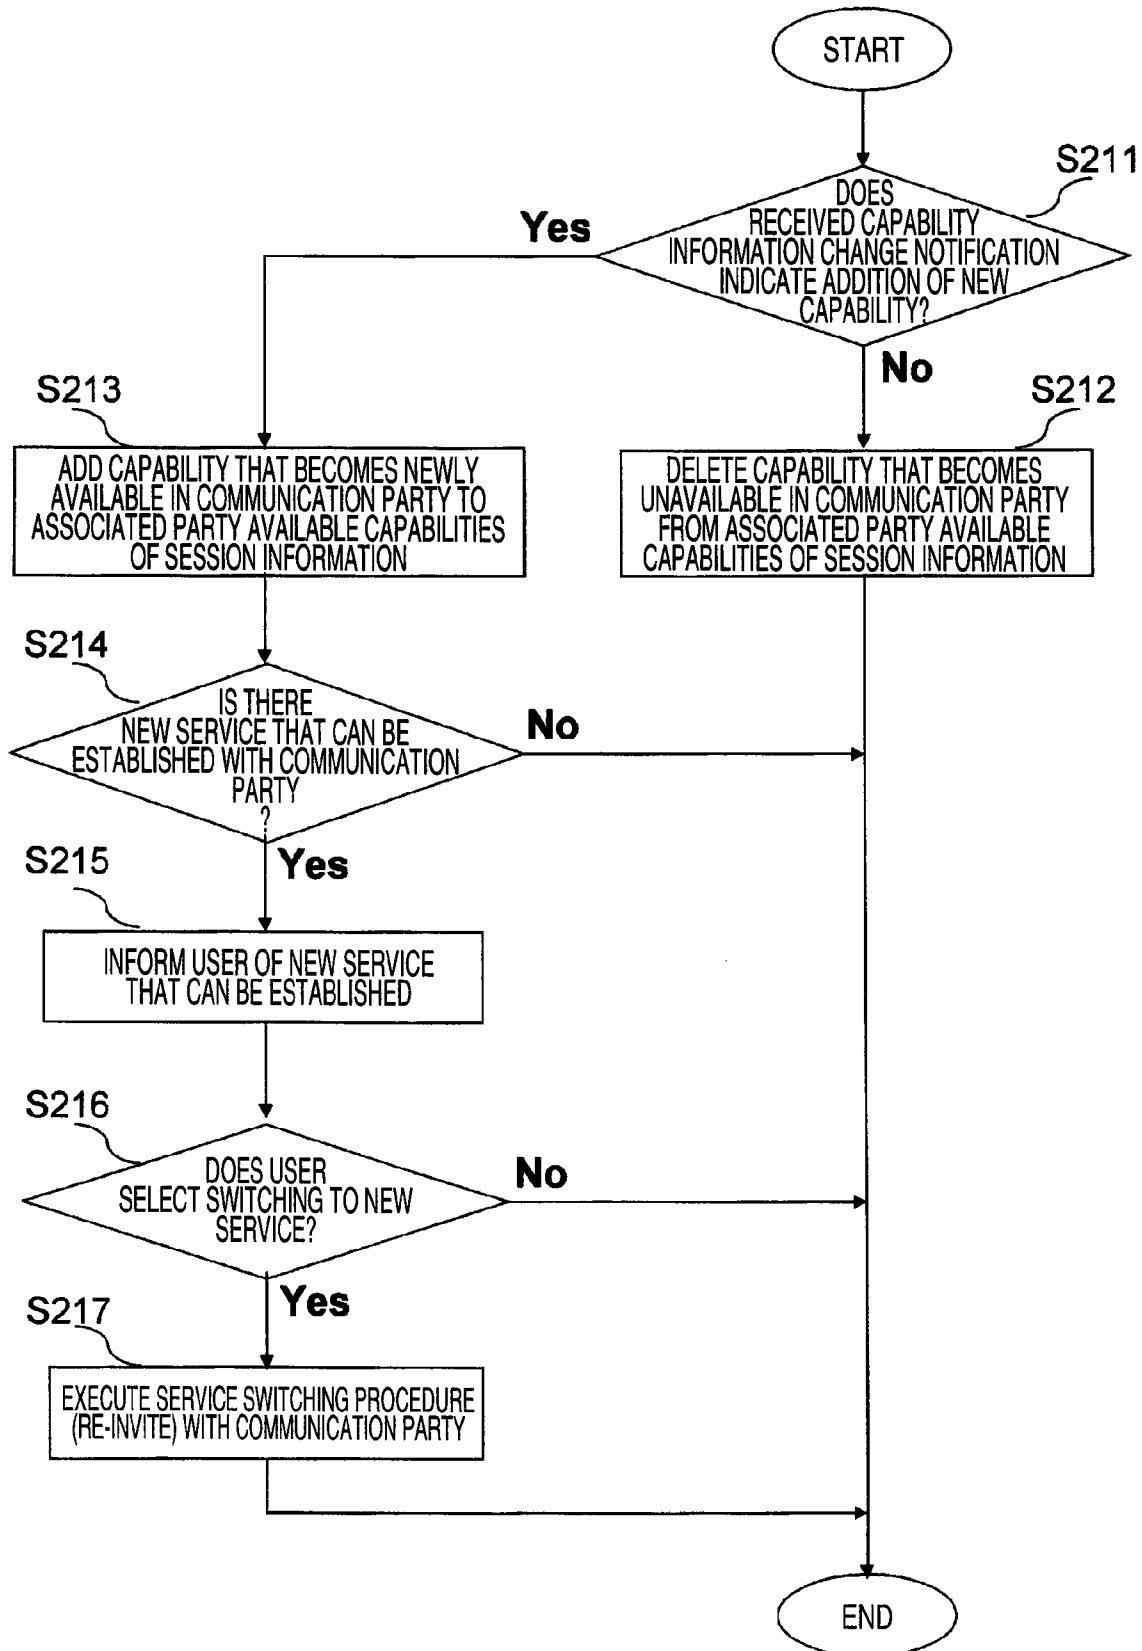 START
S211
DOES
RECEIVED CAPABILITY
INFORMATION CHANGE NOTIFICATION
INDICATE ADDITION OF NEW
CAPABILITY?
Yes
No
S213
ADD CAPABILITY THAT BECOMES NEWLY
AVAILABLE IN COMMUNICATION PARTY TO
ASSOCIATED PARTY AVAILABLE CAPABILITIES
OF SESSION INFORMATION
S212
DELETE CAPABILITY THAT BECOMES
UNAVAILABLE IN COMMUNICATION PARTY
FROM ASSOCIATED PARTY AVAILABLE
CAPABILITIES OF SESSION INFORMATION
S214
IS THERE
NEW SERVICE THAT CAN BE
ESTABLISHED WITH COMMUNICATION
PARTY
?
No
Yes
S215
INFORM USER OF NEW SERVICE
THAT CAN BE ESTABLISHED
S216
DOES USER
SELECT SWITCHING TO NEW
SERVICE?
No
Yes
S217
EXECUTE SERVICE SWITCHING PROCEDURE
(RE-INVITE) WITH COMMUNICATION PARTY
END